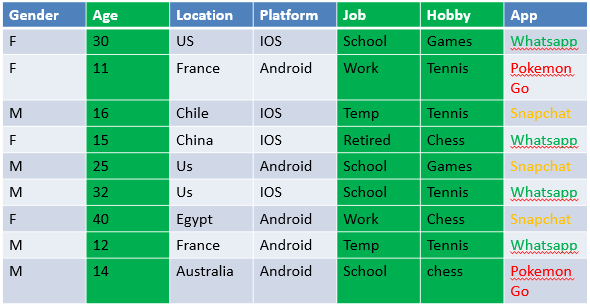 Gender Age Location Platform Job Hobby App
F 30 US IOS School Games Whatsapp
F 11 France Android Work Tennis Pokemon
Go
M 16 Chile IOS Temp Tennis Snapchat
F 15 China IOS Retired Chess Whatsapp
M 25 Us Android School Games Snapchat
M 32 Us IOS School Tennis Whatsapp
F 40 Egypt Android Work Chess Snapchat
M 12 France Android Temp Tennis Whatsapp
M 14 Australia Android School chess Pokemon
Go